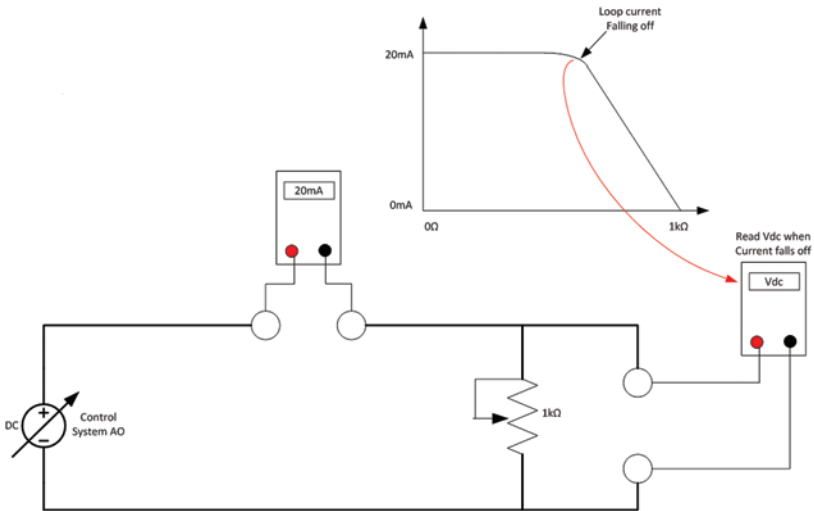 Loop current
Falling off
20mA
0mA
0Ω
1kΩ
20mA
Read Vdc when
Current falls off
Vdc
DC
+
−
Control
System AO
1kΩ